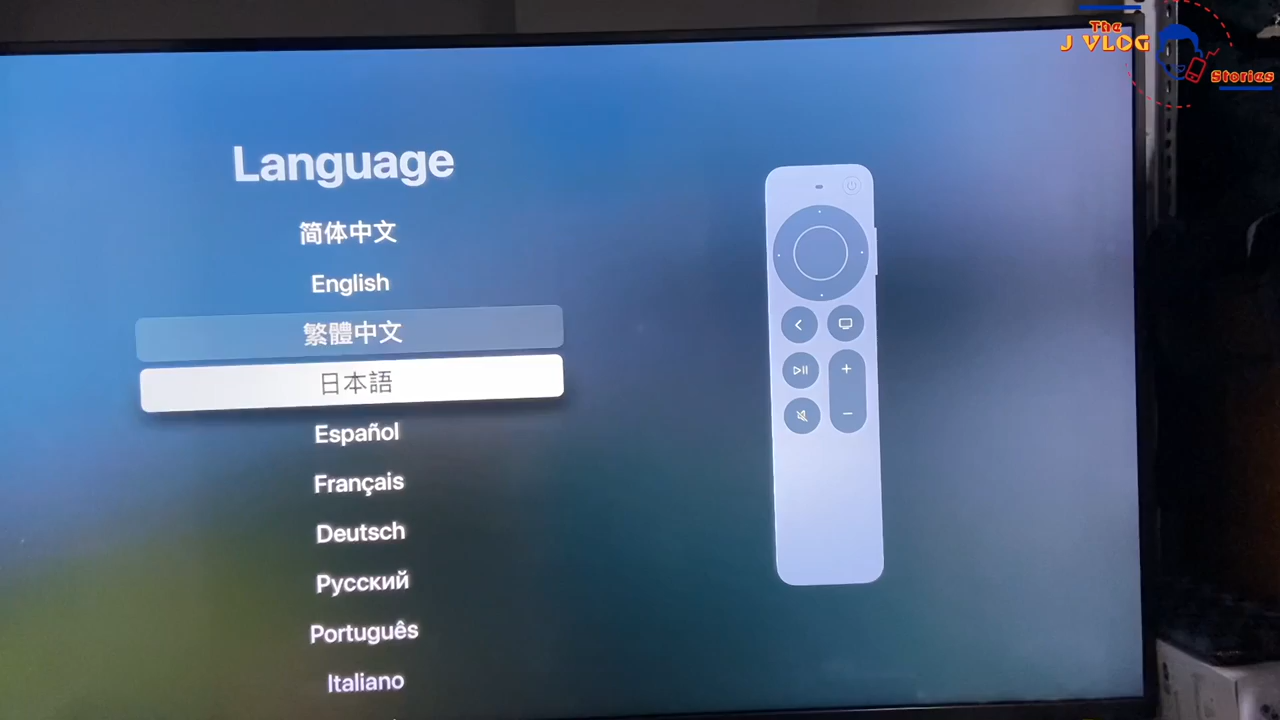 The
J VLOG
Stories
Language
简体中文
English
繁體中文
日本語
Español
Français
Deutsch
Русский
Português
Italiano